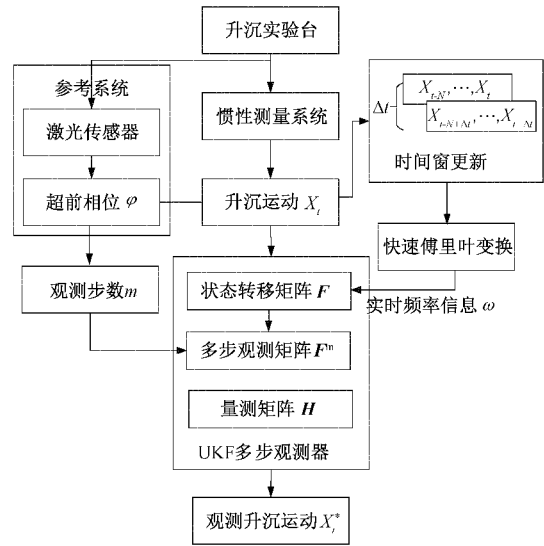 升沉实验台
参考系统
激光传感器
超前相位 φ
惯性测量系统
升沉运动 X_t
Δt
X_{t-N},…,X_t
X_{t-N+Δt},…,X_{t+Δt}
时间窗更新
快速傅里叶变换
实时频率信息 ω
观测步数m
状态转移矩阵 F
多步观测矩阵 F^n
量测矩阵 H
UKF多步观测器
观测升沉运动 X_t^*